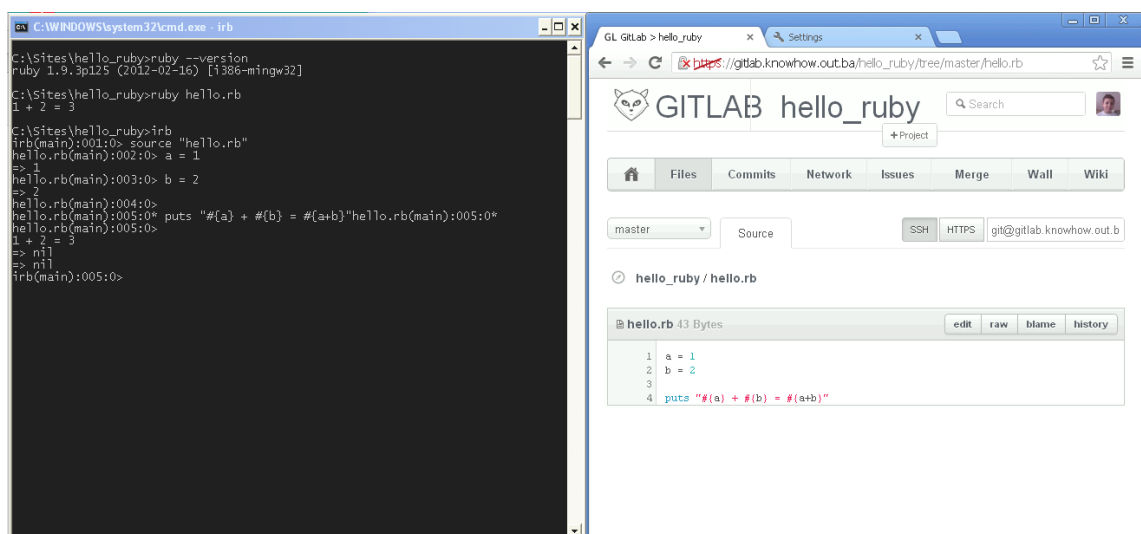 C:\WINDOWS\system32\cmd.exe - irb
C:\Sites\hello_ruby>ruby --version
ruby 1.9.3p125 (2012-02-16) [i386-mingw32]
C:\Sites\hello_ruby>ruby hello.rb
1 + 2 = 3
C:\Sites\hello_ruby>irb
irb(main):001:0> source "hello.rb"
hello.rb(main):002:0> a = 1
=> 1
hello.rb(main):003:0> b = 2
=> 2
hello.rb(main):004:0>
hello.rb(main):005:0* puts "#{a} + #{b} = #{a+b}"hello.rb(main):005:0*
hello.rb(main):005:0>
1 + 2 = 3
=> nil
=> nil
irb(main):005:0>
GL GitLab > hello_ruby
Settings
https://gitlab.knowhow.out.ba/hello_ruby/tree/master/hello.rb
GITLAB hello_ruby
Search
+Project
Files Commits Network Issues Merge Wall Wiki
master Source SSH HTTPS git@gitlab.knowhow.out.b
hello_ruby / hello.rb
hello.rb 43 Bytes edit raw blame history
1 a = 1
2 b = 2
3
4 puts "#{a} + #{b} = #{a+b}"